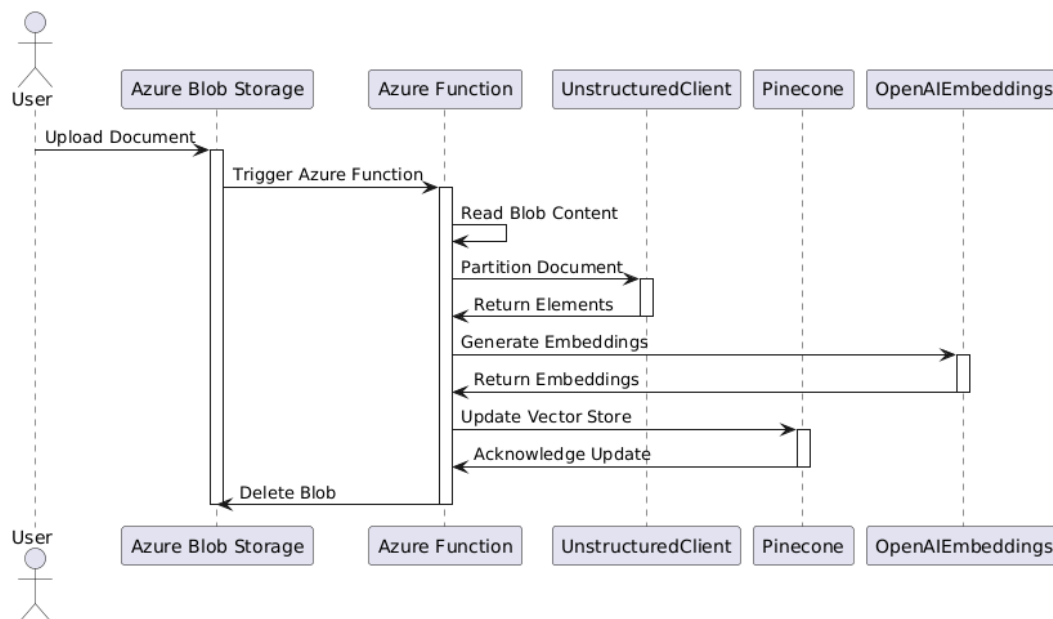 User
Azure Blob Storage
Azure Function
UnstructuredClient
Pinecone
OpenAIEmbeddings
Upload Document
Trigger Azure Function
Read Blob Content
Partition Document
Return Elements
Generate Embeddings
Return Embeddings
Update Vector Store
Acknowledge Update
Delete Blob
User
Azure Blob Storage
Azure Function
UnstructuredClient
Pinecone
OpenAIEmbeddings